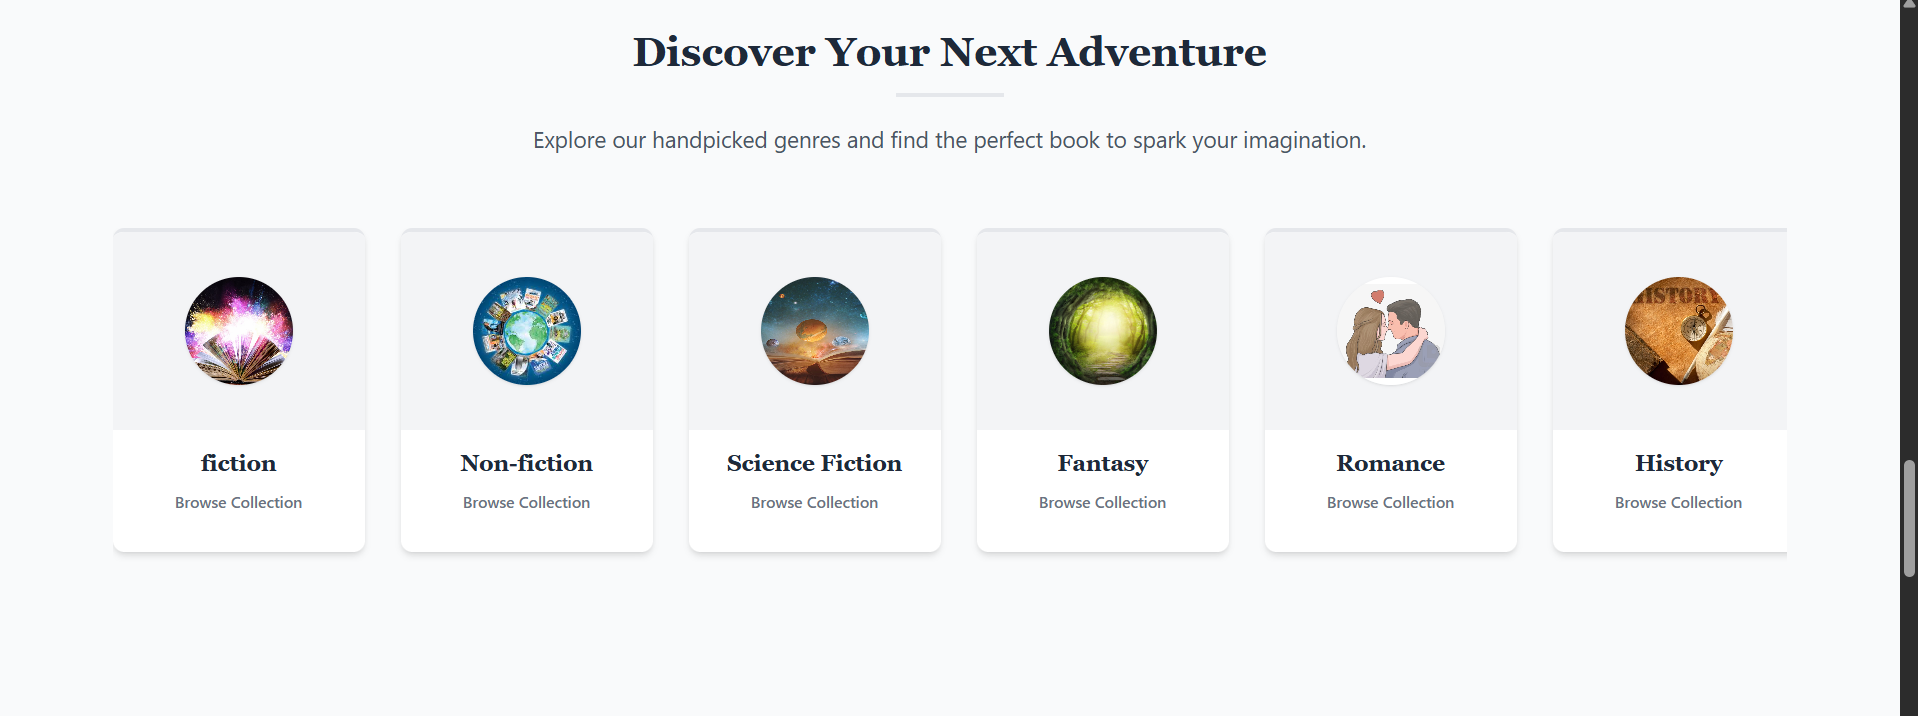 Discover Your Next Adventure
Explore our handpicked genres and find the perfect book to spark your imagination.
HISTORY
fiction
Non-fiction
Science Fiction
Fantasy
Romance
History
Browse Collection
Browse Collection
Browse Collection
Browse Collection
Browse Collection
Browse Collection